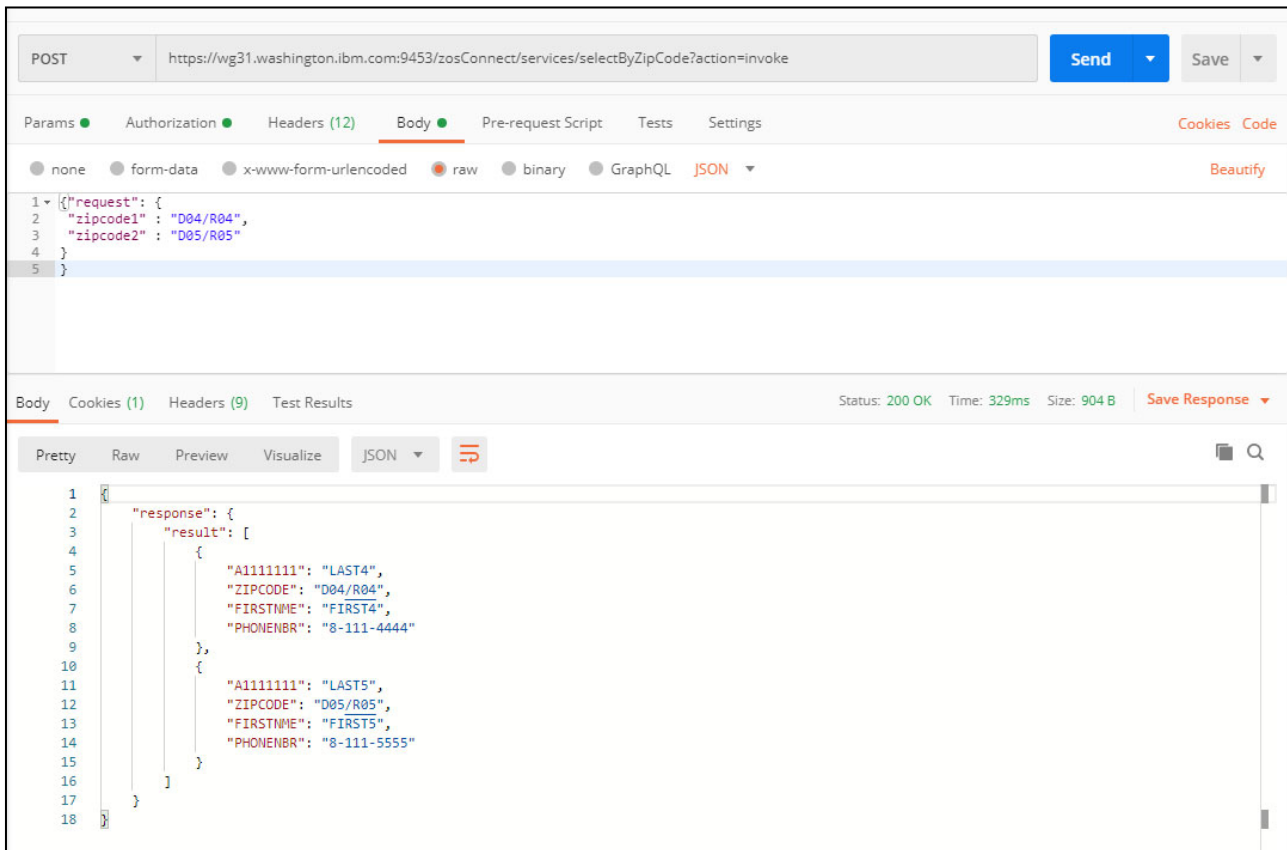 POST https://wg31.washington.ibm.com:9453/zosConnect/services/selectByZipCode?action=invoke Send Save
Params Authorization Headers (12) Body Pre-request Script Tests Settings Cookies Code
none form-data x-www-form-urlencoded raw binary GraphQL JSON Beautify
1 {"request": {
2 "zipcode1" : "D04/R04",
3 "zipcode2" : "D05/R05"
4 }
5 }
Body Cookies (1) Headers (9) Test Results Status: 200 OK Time: 329ms Size: 904 B Save Response
Pretty Raw Preview Visualize JSON
1 {
2 "response": {
3 "result": [
4 {
5 "A1111111": "LAST4",
6 "ZIPCODE": "D04/R04",
7 "FIRSTNME": "FIRST4",
8 "PHONENBR": "8-111-4444"
9 },
10 {
11 "A1111111": "LAST5",
12 "ZIPCODE": "D05/R05",
13 "FIRSTNME": "FIRST5",
14 "PHONENBR": "8-111-5555"
15 }
16 ]
17 }
18 }